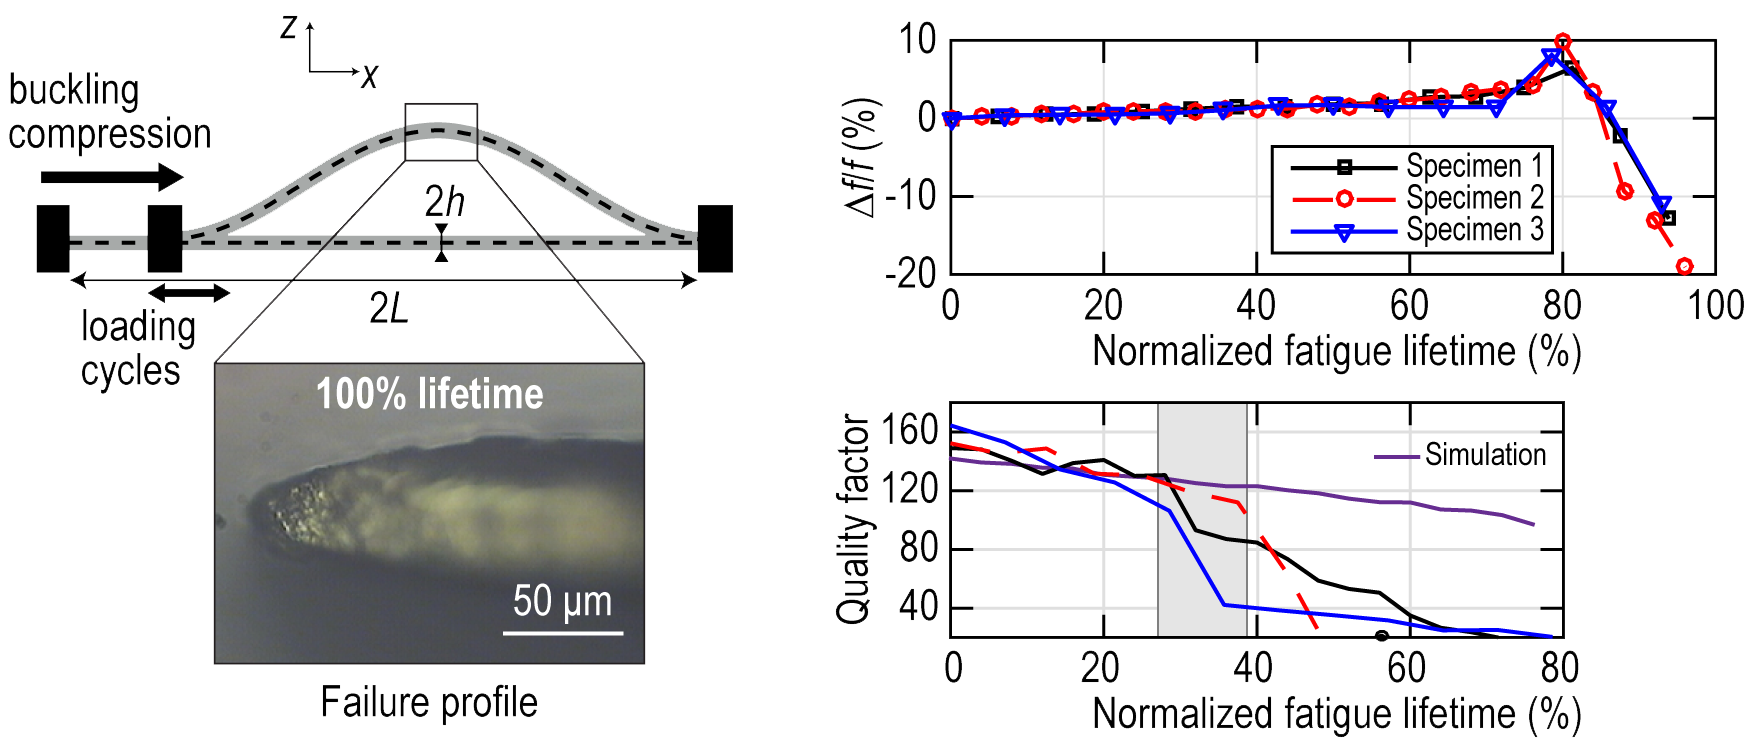 z
x
buckling
compression
2h
2L
loading
cycles
100% lifetime
50 μm
Failure profile
10
0
-10
-20
Δf/f (%)
Specimen 1
Specimen 2
Specimen 3
0 20 40 60 80 100
Normalized fatigue lifetime (%)
160
120
80
40
Quality factor
Simulation
0 20 40 60 80
Normalized fatigue lifetime (%)